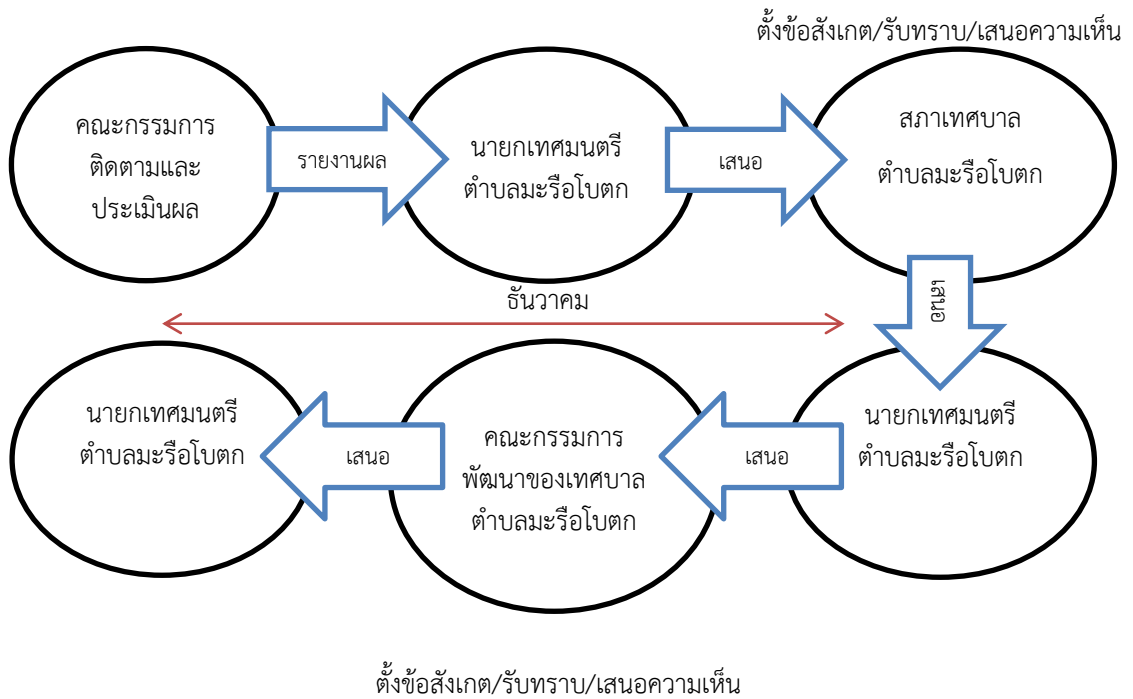 ตั้งข้อสังเกต/รับทราบ/เสนอความเห็น
คณะกรรมการ
ติดตามและ
ประเมินผล
รายงานผล
นายกเทศมนตรี
ตำบลมะรือโบตก
เสนอ
สภาเทศบาล
ตำบลมะรือโบตก
เสนอ
ธันวาคม
นายกเทศมนตรี
ตำบลมะรือโบตก
เสนอ
คณะกรรมการ
พัฒนาของเทศบาล
ตำบลมะรือโบตก
เสนอ
นายกเทศมนตรี
ตำบลมะรือโบตก
ตั้งข้อสังเกต/รับทราบ/เสนอความเห็น